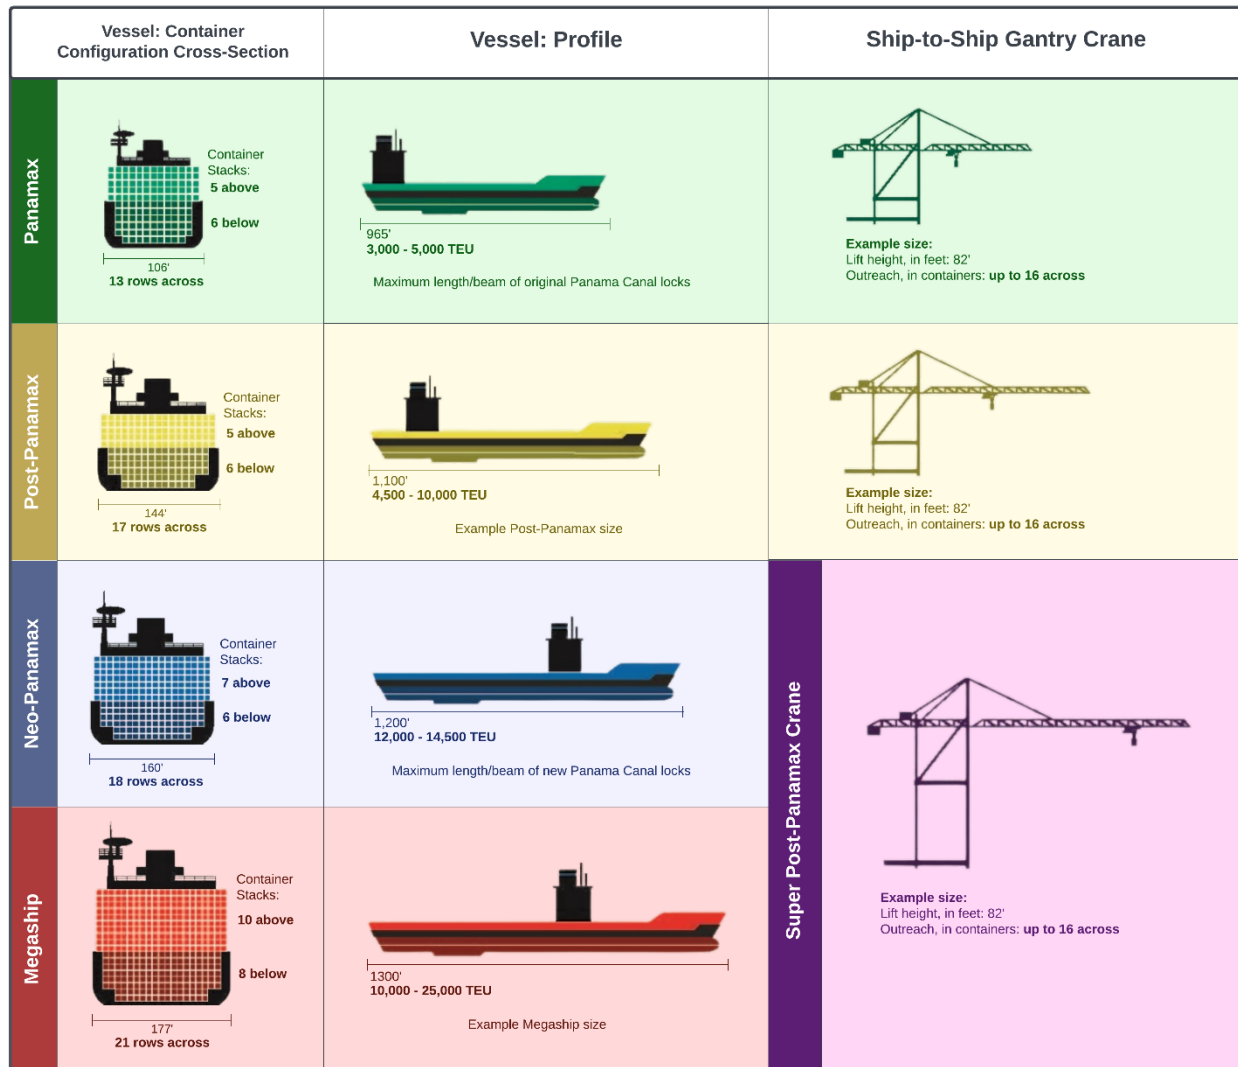 Vessel: Container
Configuration Cross-Section
Vessel: Profile
Ship-to-Ship Gantry Crane
Panamax
Container
Stacks:
5 above
6 below
106'
13 rows across
965'
3,000 - 5,000 TEU
Maximum length/beam of original Panama Canal locks
Example size:
Lift height, in feet: 82'
Outreach, in containers: up to 16 across
Post-Panamax
Container
Stacks:
5 above
6 below
144'
17 rows across
1,100'
4,500 - 10,000 TEU
Example Post-Panamax size
Example size:
Lift height, in feet: 82'
Outreach, in containers: up to 16 across
Neo-Panamax
Container
Stacks:
7 above
6 below
160'
18 rows across
1,200'
12,000 - 14,500 TEU
Maximum length/beam of new Panama Canal locks
Megaship
Container
Stacks:
10 above
8 below
177'
21 rows across
1300'
10,000 - 25,000 TEU
Example Megaship size
Super Post-Panamax Crane
Example size:
Lift height, in feet: 82'
Outreach, in containers: up to 16 across